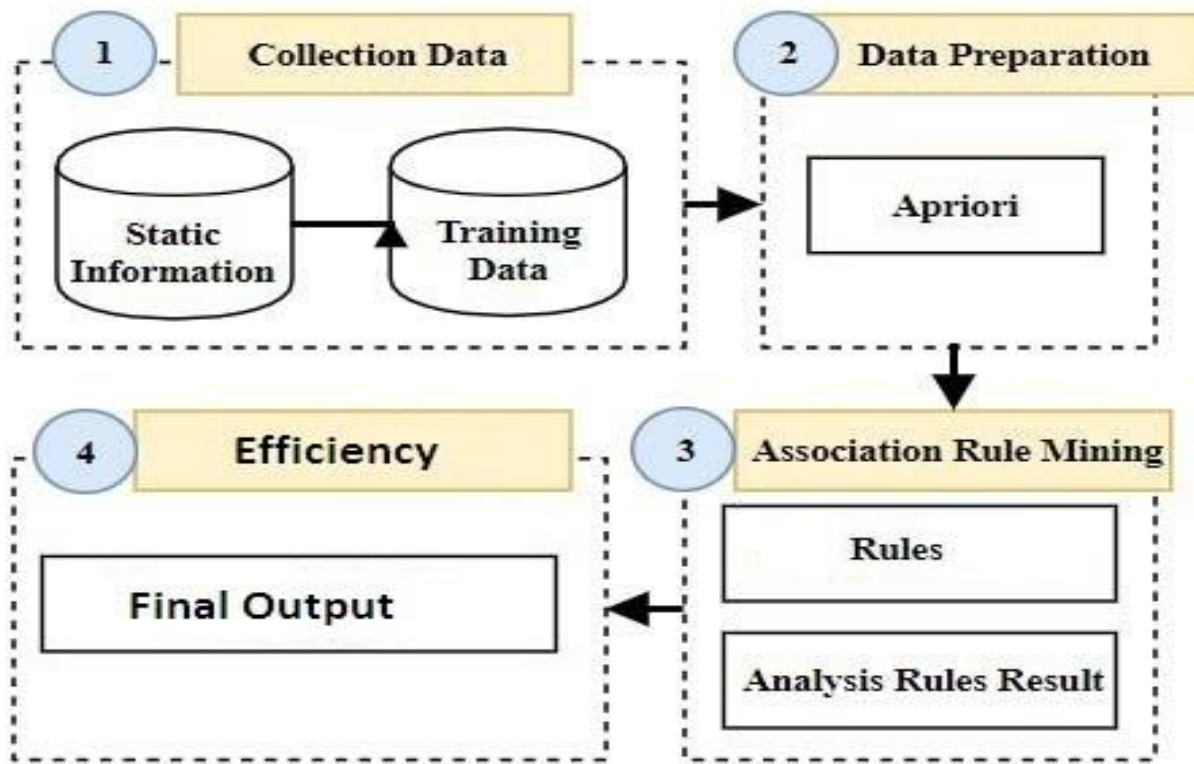 1
Collection Data
Static
Information
Training
Data
2
Data Preparation
Apriori
3
Association Rule Mining
Rules
Analysis Rules Result
4
Efficiency
Final Output